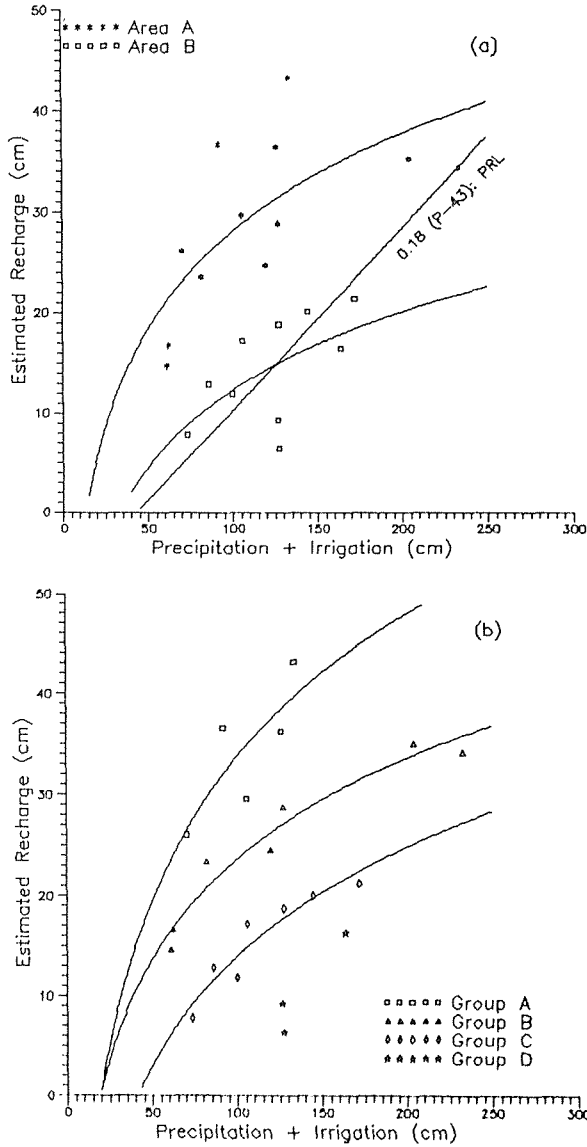 Area A
Area B
(a)
50
40
30
20
10
0
Estimated Recharge (cm)
0.18 (P-43): PRL
0 50 100 150 200 250 300
Precipitation + Irrigation (cm)
(b)
50
40
30
20
10
0
Estimated Recharge (cm)
Group A
Group B
Group C
Group D
0 50 100 150 200 250 300
Precipitation + Irrigation (cm)